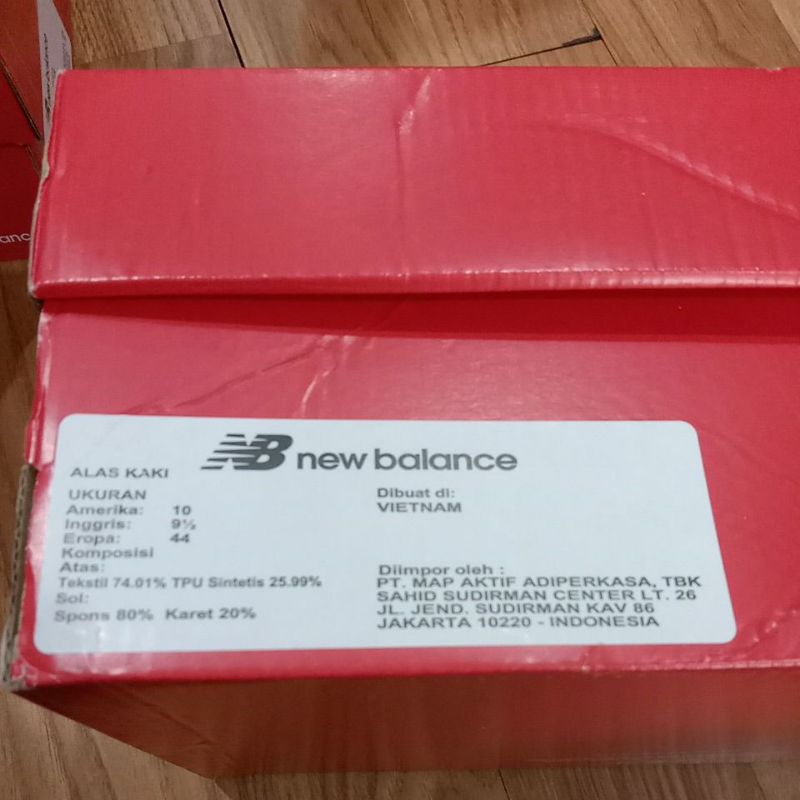 new balance
ALAS KAKI
UKURAN
Amerika: 10
Inggris: 9½
Eropa: 44
Komposisi
Atas:
Tekstil 74.01% TPU Sintetis 25.99%
Sol:
Spons 80% Karet 20%
Dibuat di:
VIETNAM
Diimpor oleh :
PT. MAP AKTIF ADIPERKASA, TBK
SAHID SUDIRMAN CENTER LT. 26
JL. JEND. SUDIRMAN KAV 86
JAKARTA 10220 - INDONESIA